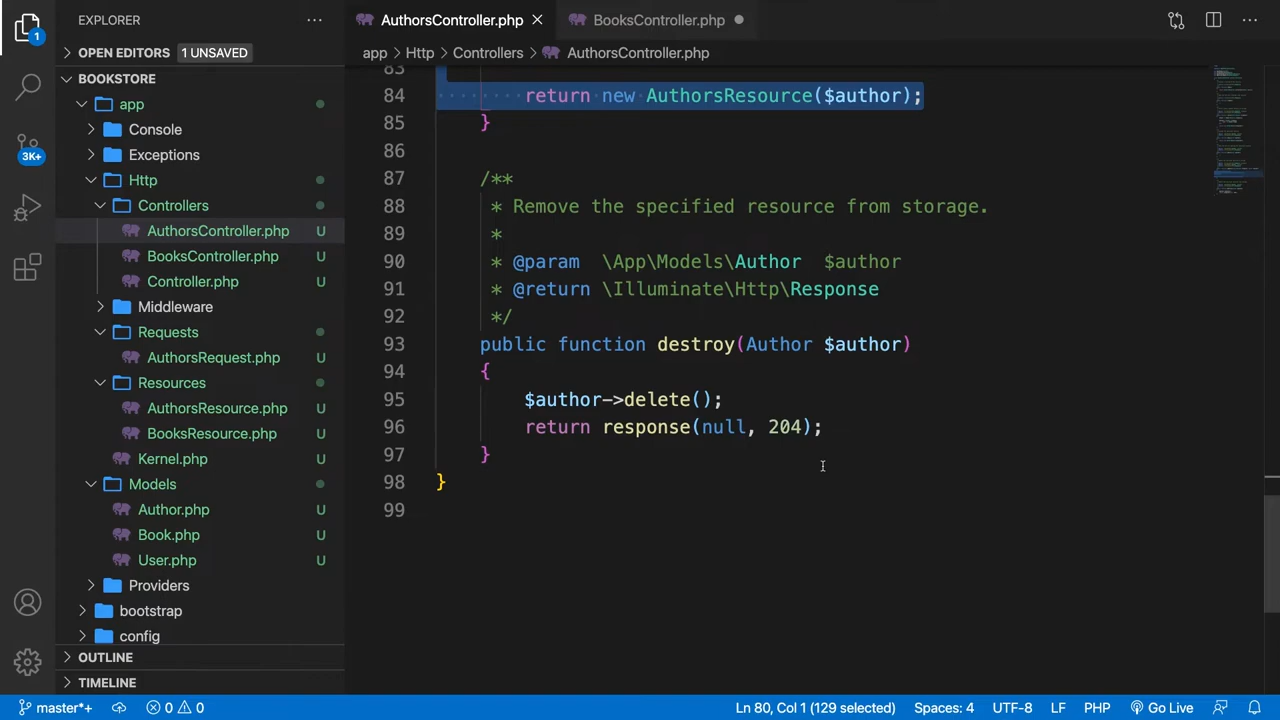 EXPLORER
OPEN EDITORS 1 UNSAVED
BOOKSTORE
app
Console
Exceptions
Http
Controllers
AuthorsController.php U
BooksController.php U
Controller.php U
Middleware
Requests
AuthorsRequest.php U
Resources
AuthorsResource.php U
BooksResource.php U
Kernel.php U
Models
Author.php U
Book.php U
User.php U
Providers
bootstrap
config
OUTLINE
TIMELINE
1
3K+
AuthorsController.php BooksController.php
app Http Controllers AuthorsController.php
83
84 return new AuthorsResource($author);
85 }
86
87 /**
88 * Remove the specified resource from storage.
89 *
90 * @param \App\Models\Author $author
91 * @return \Illuminate\Http\Response
92 */
93 public function destroy(Author $author)
94 {
95 $author->delete();
96 return response(null, 204);
97 }
98 }
99
master*+ 0 0 Ln 80, Col 1 (129 selected) Spaces: 4 UTF-8 LF PHP Go Live